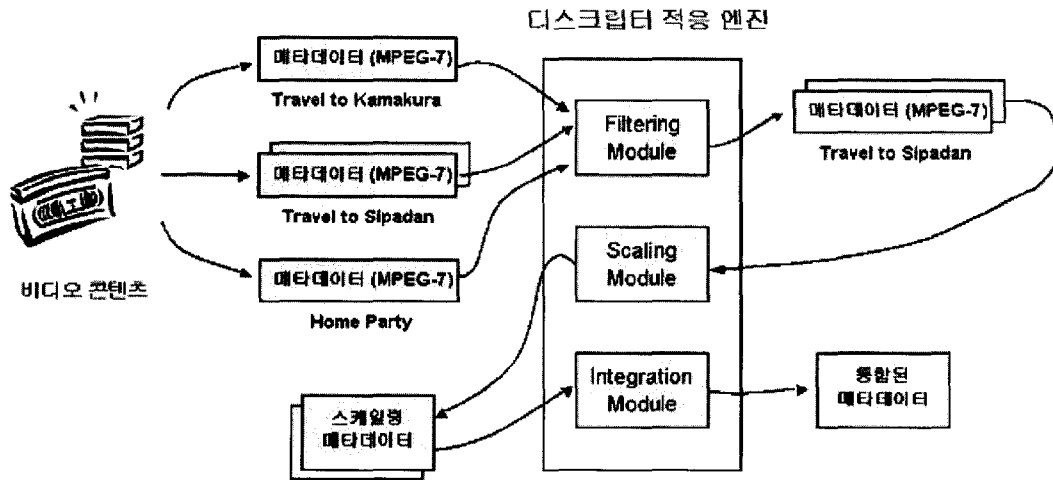 디스크립터 적응 엔진
메타데이터 (MPEG-7)
Travel to Kamakura
메타데이터 (MPEG-7)
Travel to Sipadan
메타데이터 (MPEG-7)
Home Party
비디오 콘텐츠
Filtering
Module
메타데이터 (MPEG-7)
Travel to Sipadan
Scaling
Module
스케일링
메타데이터
Integration
Module
통합된
메타데이터